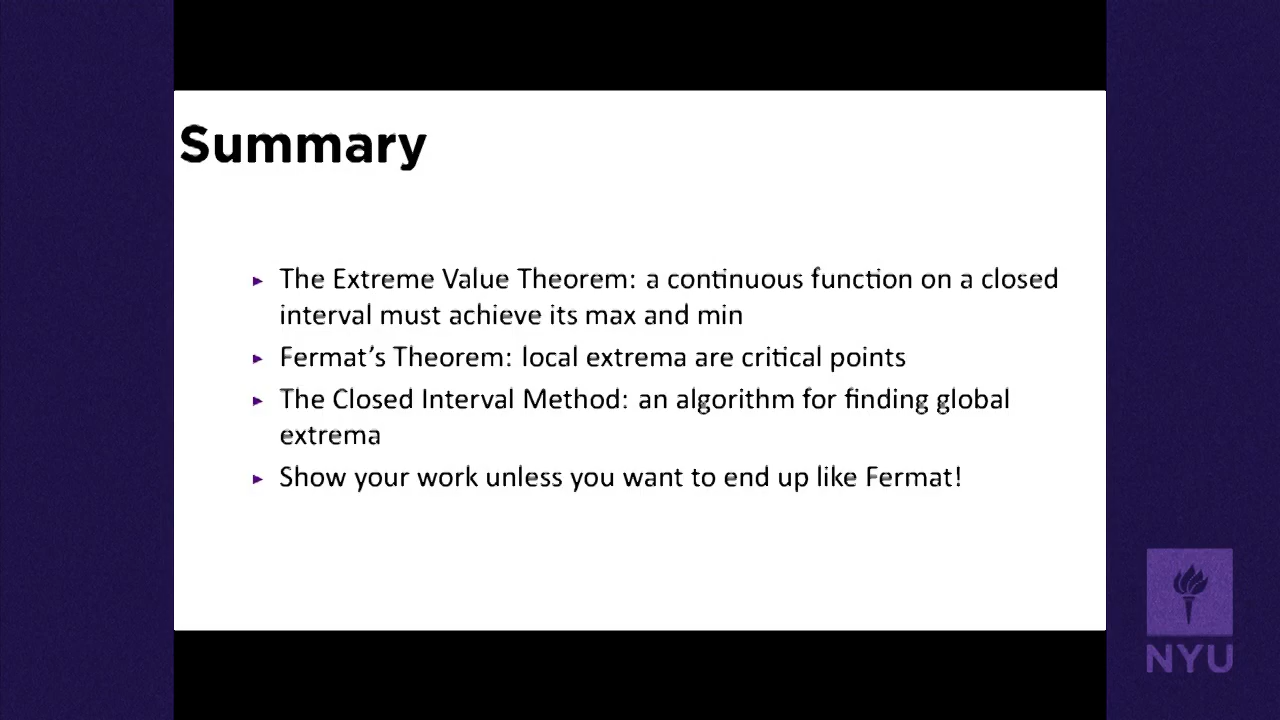 Summary
► The Extreme Value Theorem: a continuous function on a closed
interval must achieve its max and min
► Fermat's Theorem: local extrema are critical points
► The Closed Interval Method: an algorithm for finding global
extrema
► Show your work unless you want to end up like Fermat!
NYU